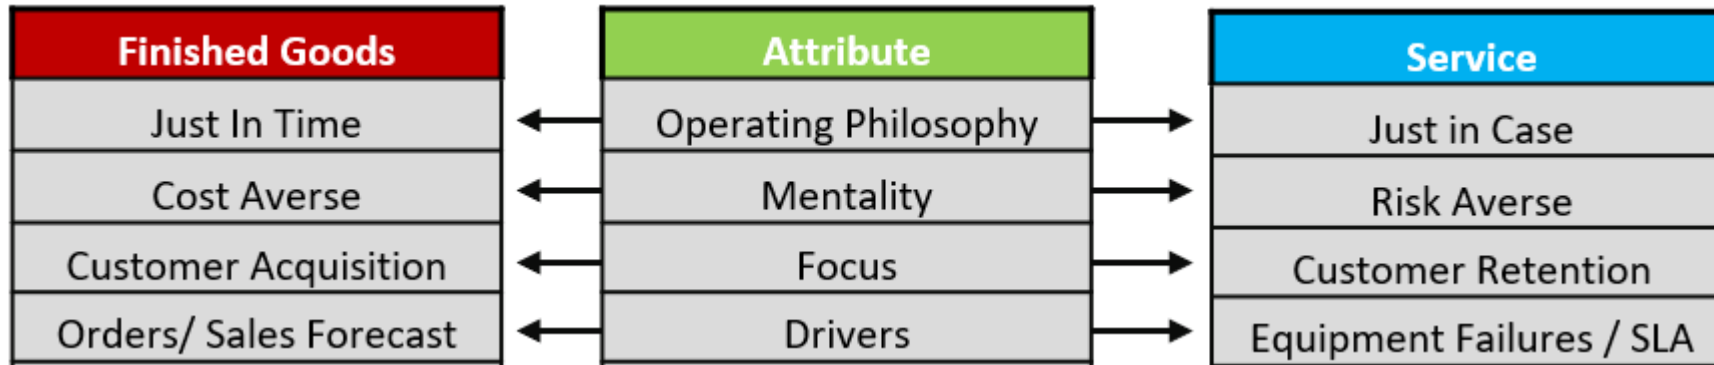 Finished Goods Attribute Service
Just In Time Operating Philosophy Just in Case
Cost Averse Mentality Risk Averse
Customer Acquisition Focus Customer Retention
Orders/ Sales Forecast Drivers Equipment Failures / SLA